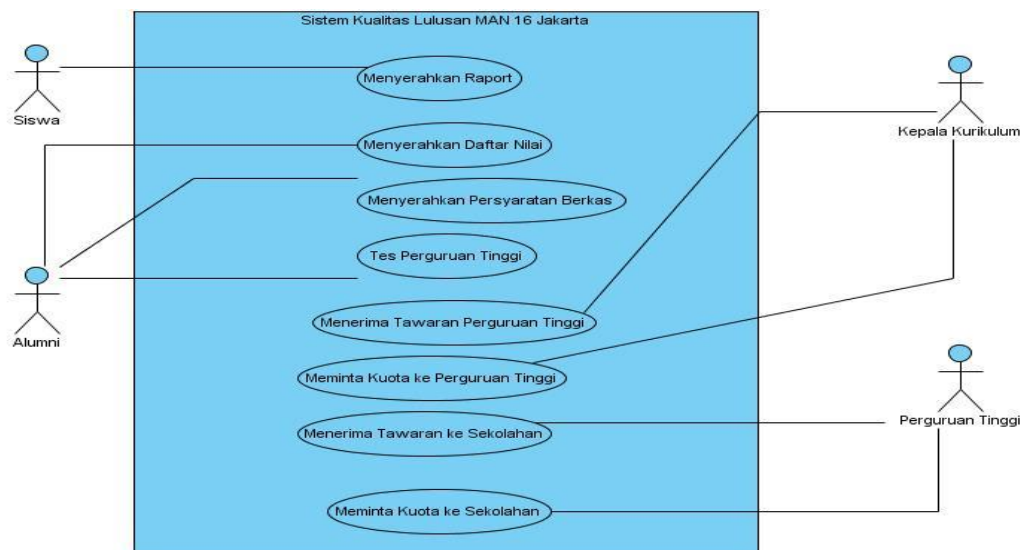 Sistem Kualitas Lulusan MAN 16 Jakarta
Menyerahkan Raport
Siswa
Kepala Kurikulum
Menyerahkan Daftar Nilai
Menyerahkan Persyaratan Berkas
Tes Perguruan Tinggi
Menerima Tawaran Perguruan Tinggi
Alumni
Meminta Kuota ke Perguruan Tinggi
Menerima Tawaran ke Sekolahan
Perguruan Tinggi
Meminta Kuota ke Sekolahan